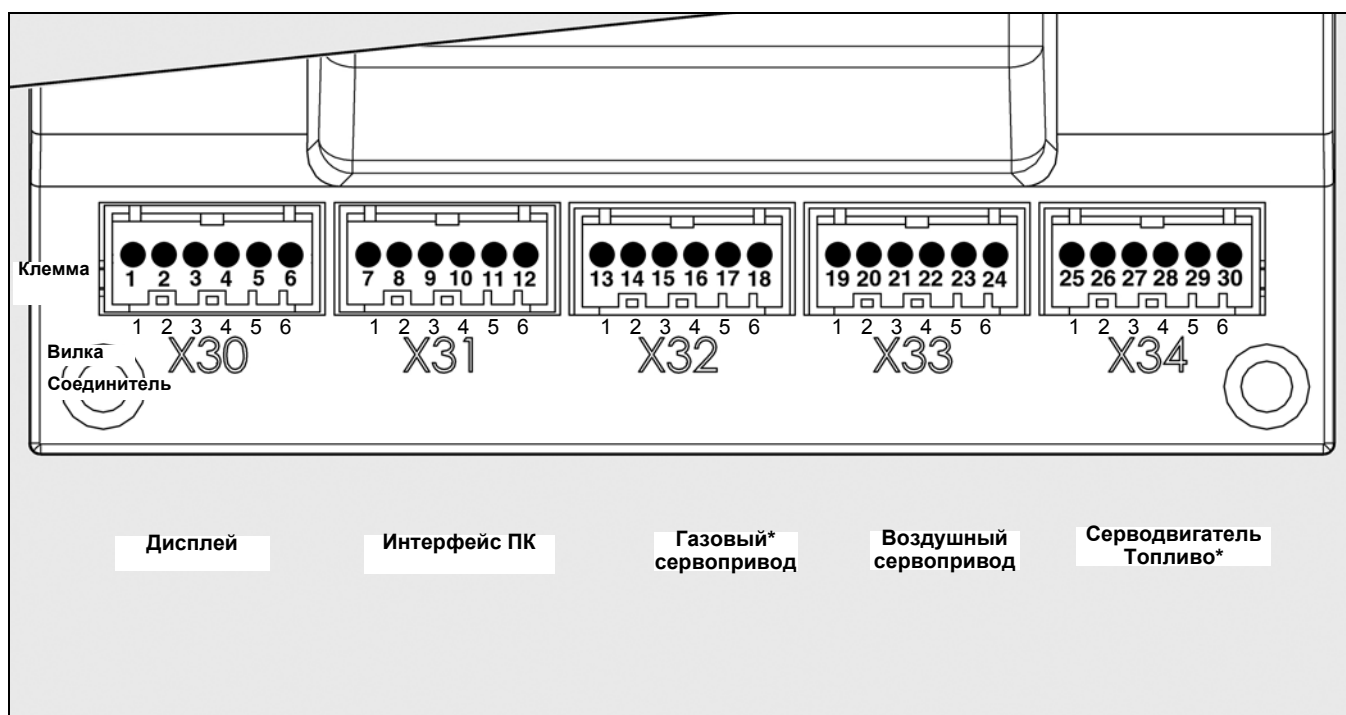 Клемма
1 2 3 4 5 6
7 8 9 10 11 12
13 14 15 16 17 18
19 20 21 22 23 24
25 26 27 28 29 30
1 2 3 4 5 6
1 2 3 4 5 6
1 2 3 4 5 6
1 2 3 4 5 6
1 2 3 4 5 6
Вилка
Соединитель
X30
X31
X32
X33
X34
Дисплей
Интерфейс ПК
Газовый*
сервопривод
Воздушный
сервопривод
Серводвигатель
Топливо*